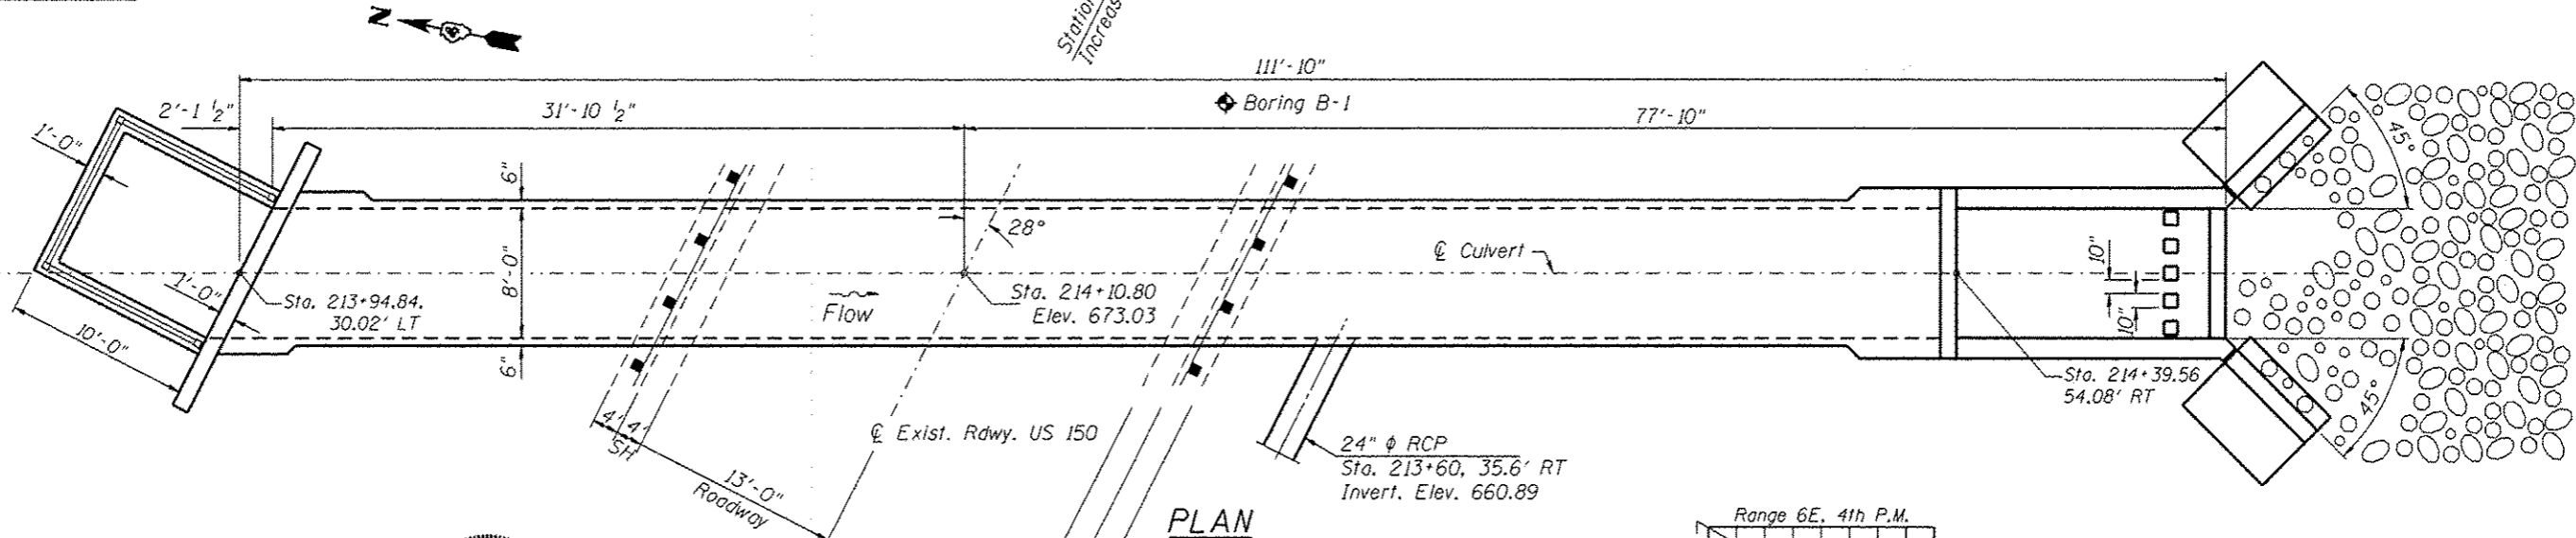 N
Station
Increas
111'-10"
2'-1 ½"
31'-10 ½"
Boring B-1
77'-10"
1'-0"
6"
45°
28°
8'-0"
℄ Culvert
10"
1'-0"
Sta. 213+94.84,
30.02' LT
Flow
Sta. 214+10.80
Elev. 673.03
10"
10'-0"
6"
Sta. 214+39.56
54.08' RT
45°
4' 4'
SH
℄ Exist. Rdwy. US 150
24" ϕ RCP
Sta. 213+60, 35.6' RT
Invert. Elev. 660.89
13'-0"
Roadway
PLAN
Range 6E, 4th P.M.